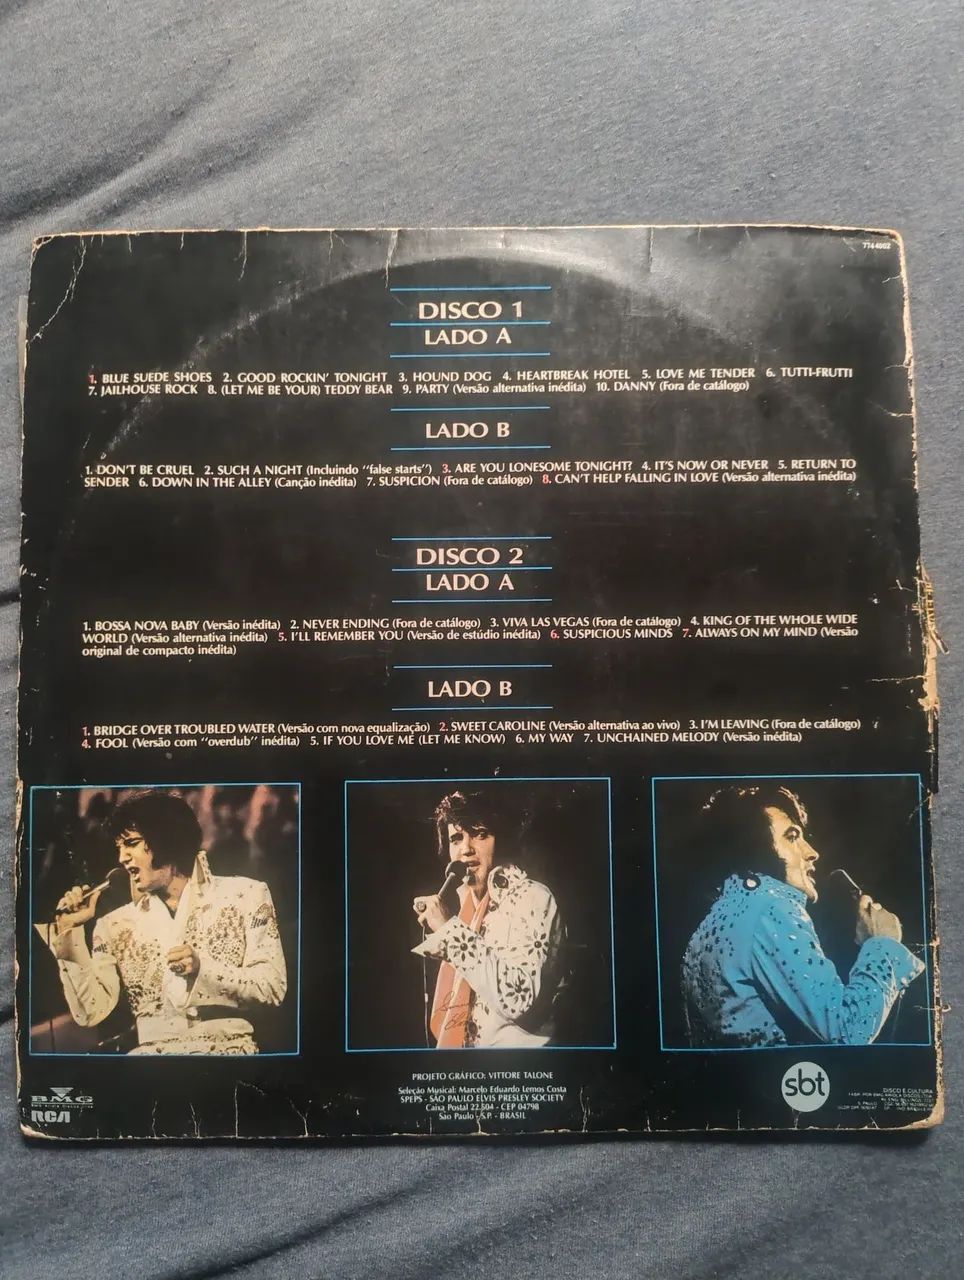 7744002
DISCO 1
LADO A
1. BLUE SUEDE SHOES 2. GOOD ROCKIN' TONIGHT 3. HOUND DOG 4. HEARTBREAK HOTEL 5. LOVE ME TENDER 6. TUTTI-FRUTTI
7. JAILHOUSE ROCK 8. (LET ME BE YOUR) TEDDY BEAR 9. PARTY (Versão alternativa inédita) 10. DANNY (Fora de catálogo)
LADO B
1. DON'T BE CRUEL 2. SUCH A NIGHT (Incluindo "false starts") 3. ARE YOU LONESOME TONIGHT? 4. IT'S NOW OR NEVER 5. RETURN TO
SENDER 6. DOWN IN THE ALLEY (Canção inédita) 7. SUSPICION (Fora de catálogo) 8. CAN'T HELP FALLING IN LOVE (Versão alternativa inédita)
DISCO 2
LADO A
1. BOSSA NOVA BABY (Versão inédita) 2. NEVER ENDING (Fora de catálogo) 3. VIVA LAS VEGAS (Fora de catálogo) 4. KING OF THE WHOLE WIDE
WORLD (Versão alternativa inédita) 5. I'LL REMEMBER YOU (Versão de estúdio inédita) 6. SUSPICIOUS MINDS 7. ALWAYS ON MY MIND (Versão
original de compacto inédita)
LADO B
1. BRIDGE OVER TROUBLED WATER (Versão com nova equalização) 2. SWEET CAROLINE (Versão alternativa ao vivo) 3. I'M LEAVING (Fora de catálogo)
4. FOOL (Versão com "overdub" inédita) 5. IF YOU LOVE ME (LET ME KNOW) 6. MY WAY 7. UNCHAINED MELODY (Versão inédita)
PROJETO GRÁFICO: VITTORE TALONE
Seleção Musical: Marcelo Eduardo Lemos Costa
SPEPS - SÃO PAULO ELVIS PRESLEY SOCIETY
Caixa Postal 22.504 - CEP 04798
São Paulo - S.P. - BRASIL
BMG
RCA
sbt
DISCO É CULTURA